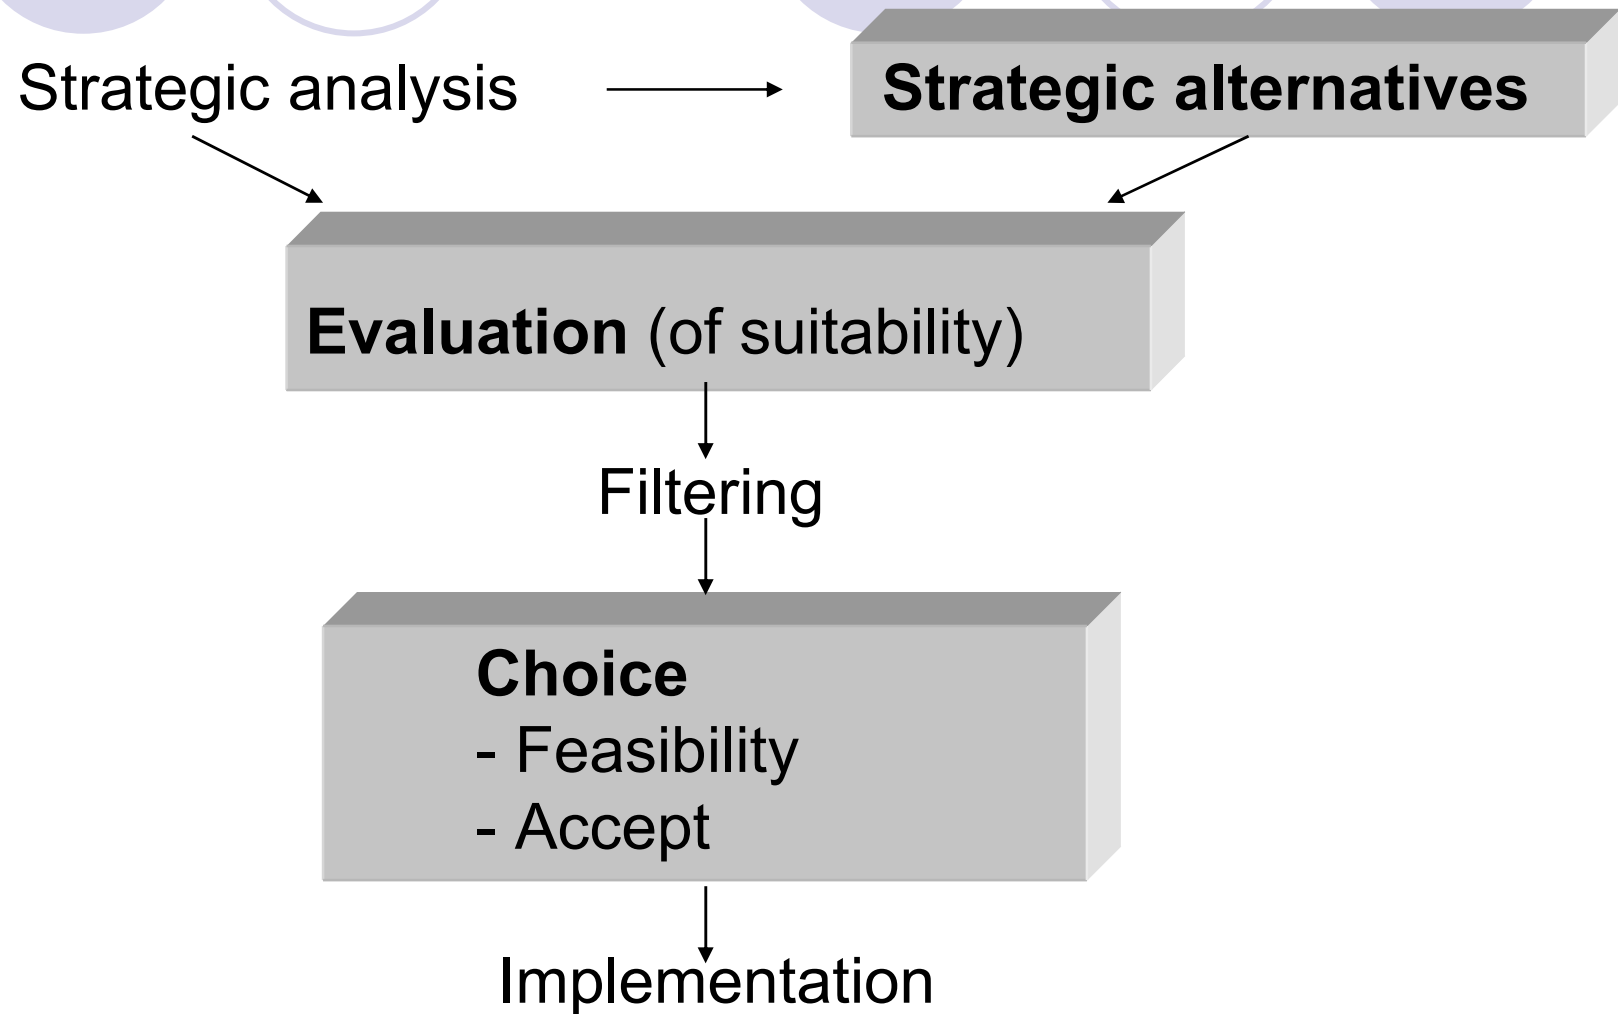 Strategic analysis
Strategic alternatives
Evaluation (of suitability)
Filtering
Choice
- Feasibility
- Accept
Implementation